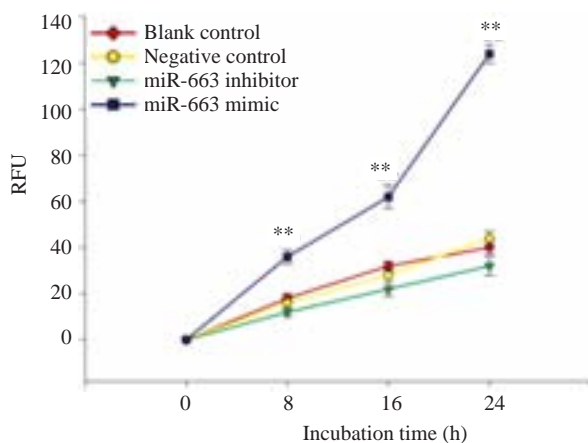 140
120
100
80
60
40
20
0
RFU
Blank control
Negative control
miR-663 inhibitor
miR-663 mimic
**
**
**
0 8 16 24
Incubation time (h)